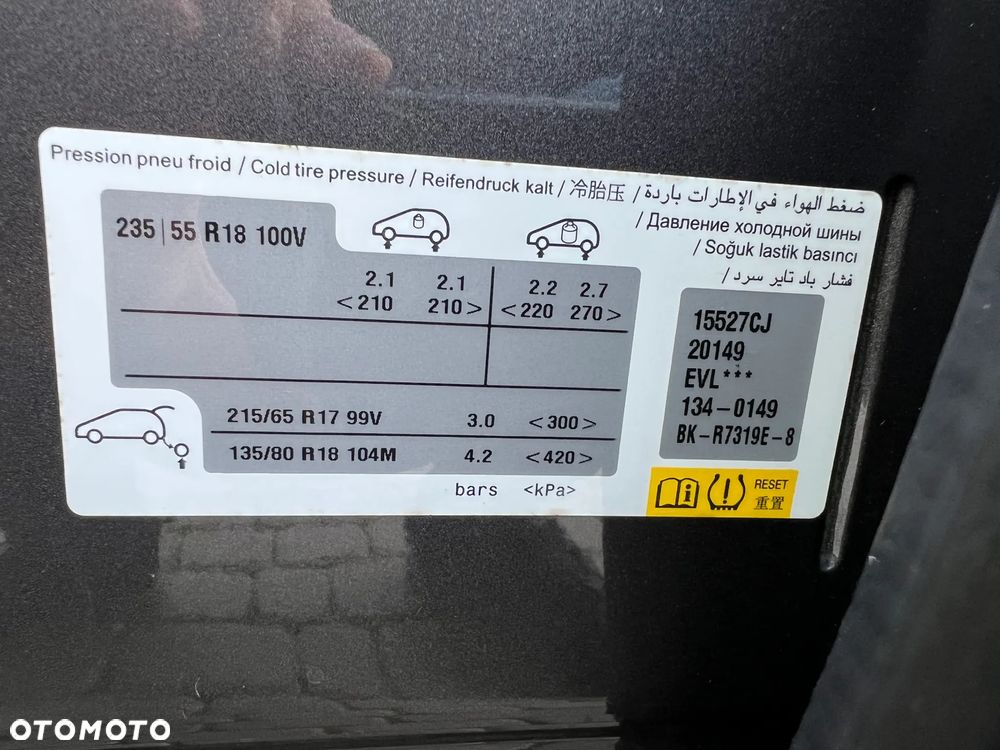 Pression pneu froid / Cold tire pressure / Reifendruck kalt / 冷胎压 / ضغط الهواء في الإطارات باردة
/ Давление холодной шины
/ Soğuk lastik basıncı
/ فشار باد تایر سرد
235 | 55 R18 100V
2.1 2.1 2.2 2.7
<210 210> <220 270>
215/65 R17 99V 3.0 <300>
135/80 R18 104M 4.2 <420>
bars <kPa>
15527CJ
20149
EVL***
134-0149
BK-R7319E-8
RESET
重置
OTOMOTO